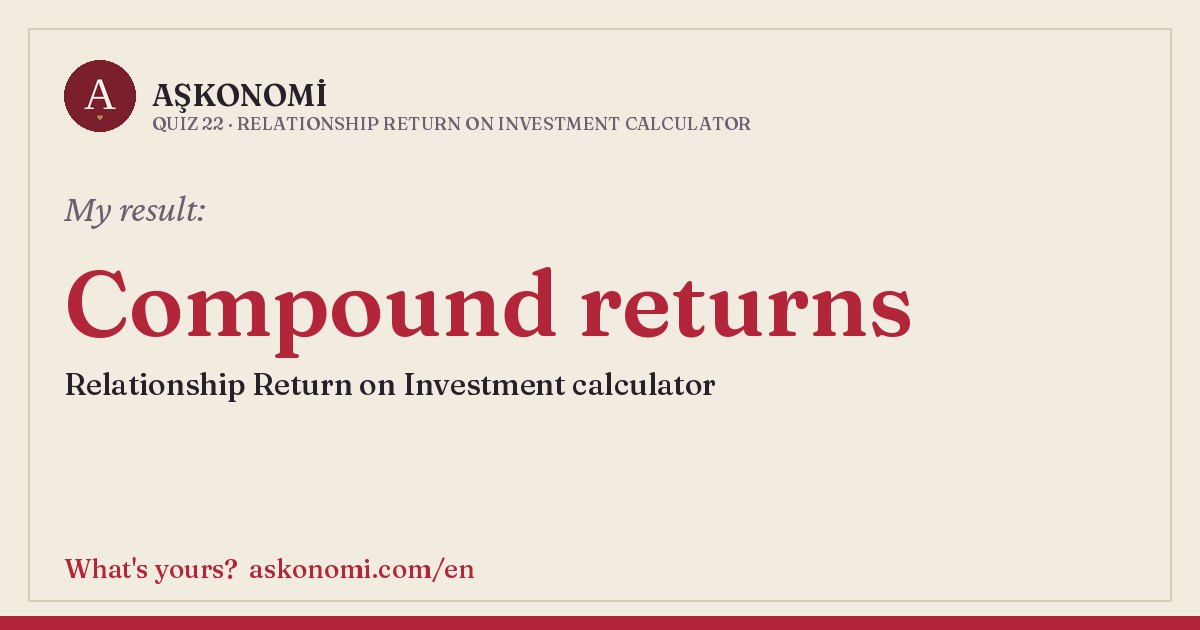 A
AŞKONOMİ
QUIZ 22 · RELATIONSHIP RETURN ON INVESTMENT CALCULATOR
My result:
Compound returns
Relationship Return on Investment calculator
What's yours? askonomi.com/en